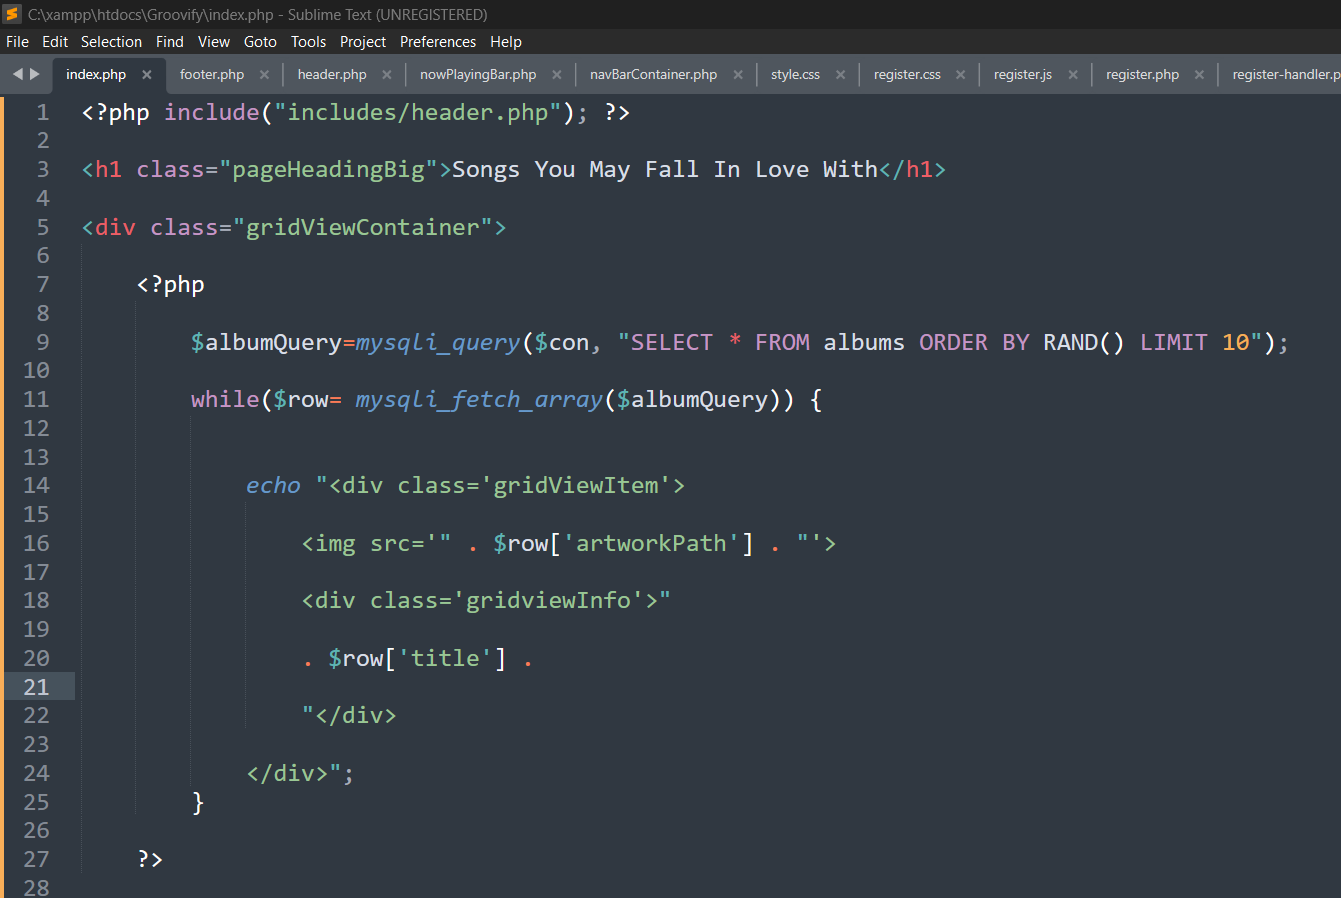 C:\xampp\htdocs\Groovify\index.php - Sublime Text (UNREGISTERED)
File Edit Selection Find View Goto Tools Project Preferences Help
index.php footer.php header.php nowPlayingBar.php navBarContainer.php style.css register.css register.js register.php register-handler.p
1 <?php include("includes/header.php"); ?>
2
3 <h1 class="pageHeadingBig">Songs You May Fall In Love With</h1>
4
5 <div class="gridViewContainer">
6
7 <?php
8
9 $albumQuery=mysqli_query($con, "SELECT * FROM albums ORDER BY RAND() LIMIT 10");
10
11 while($row= mysqli_fetch_array($albumQuery)) {
12
13
14 echo "<div class='gridViewItem'>
15
16 <img src='" . $row['artworkPath'] . "'>
17
18 <div class='gridviewInfo'>"
19
20 . $row['title'] .
21
22 "</div>
23
24 </div>";
25 }
26
27 ?>
28